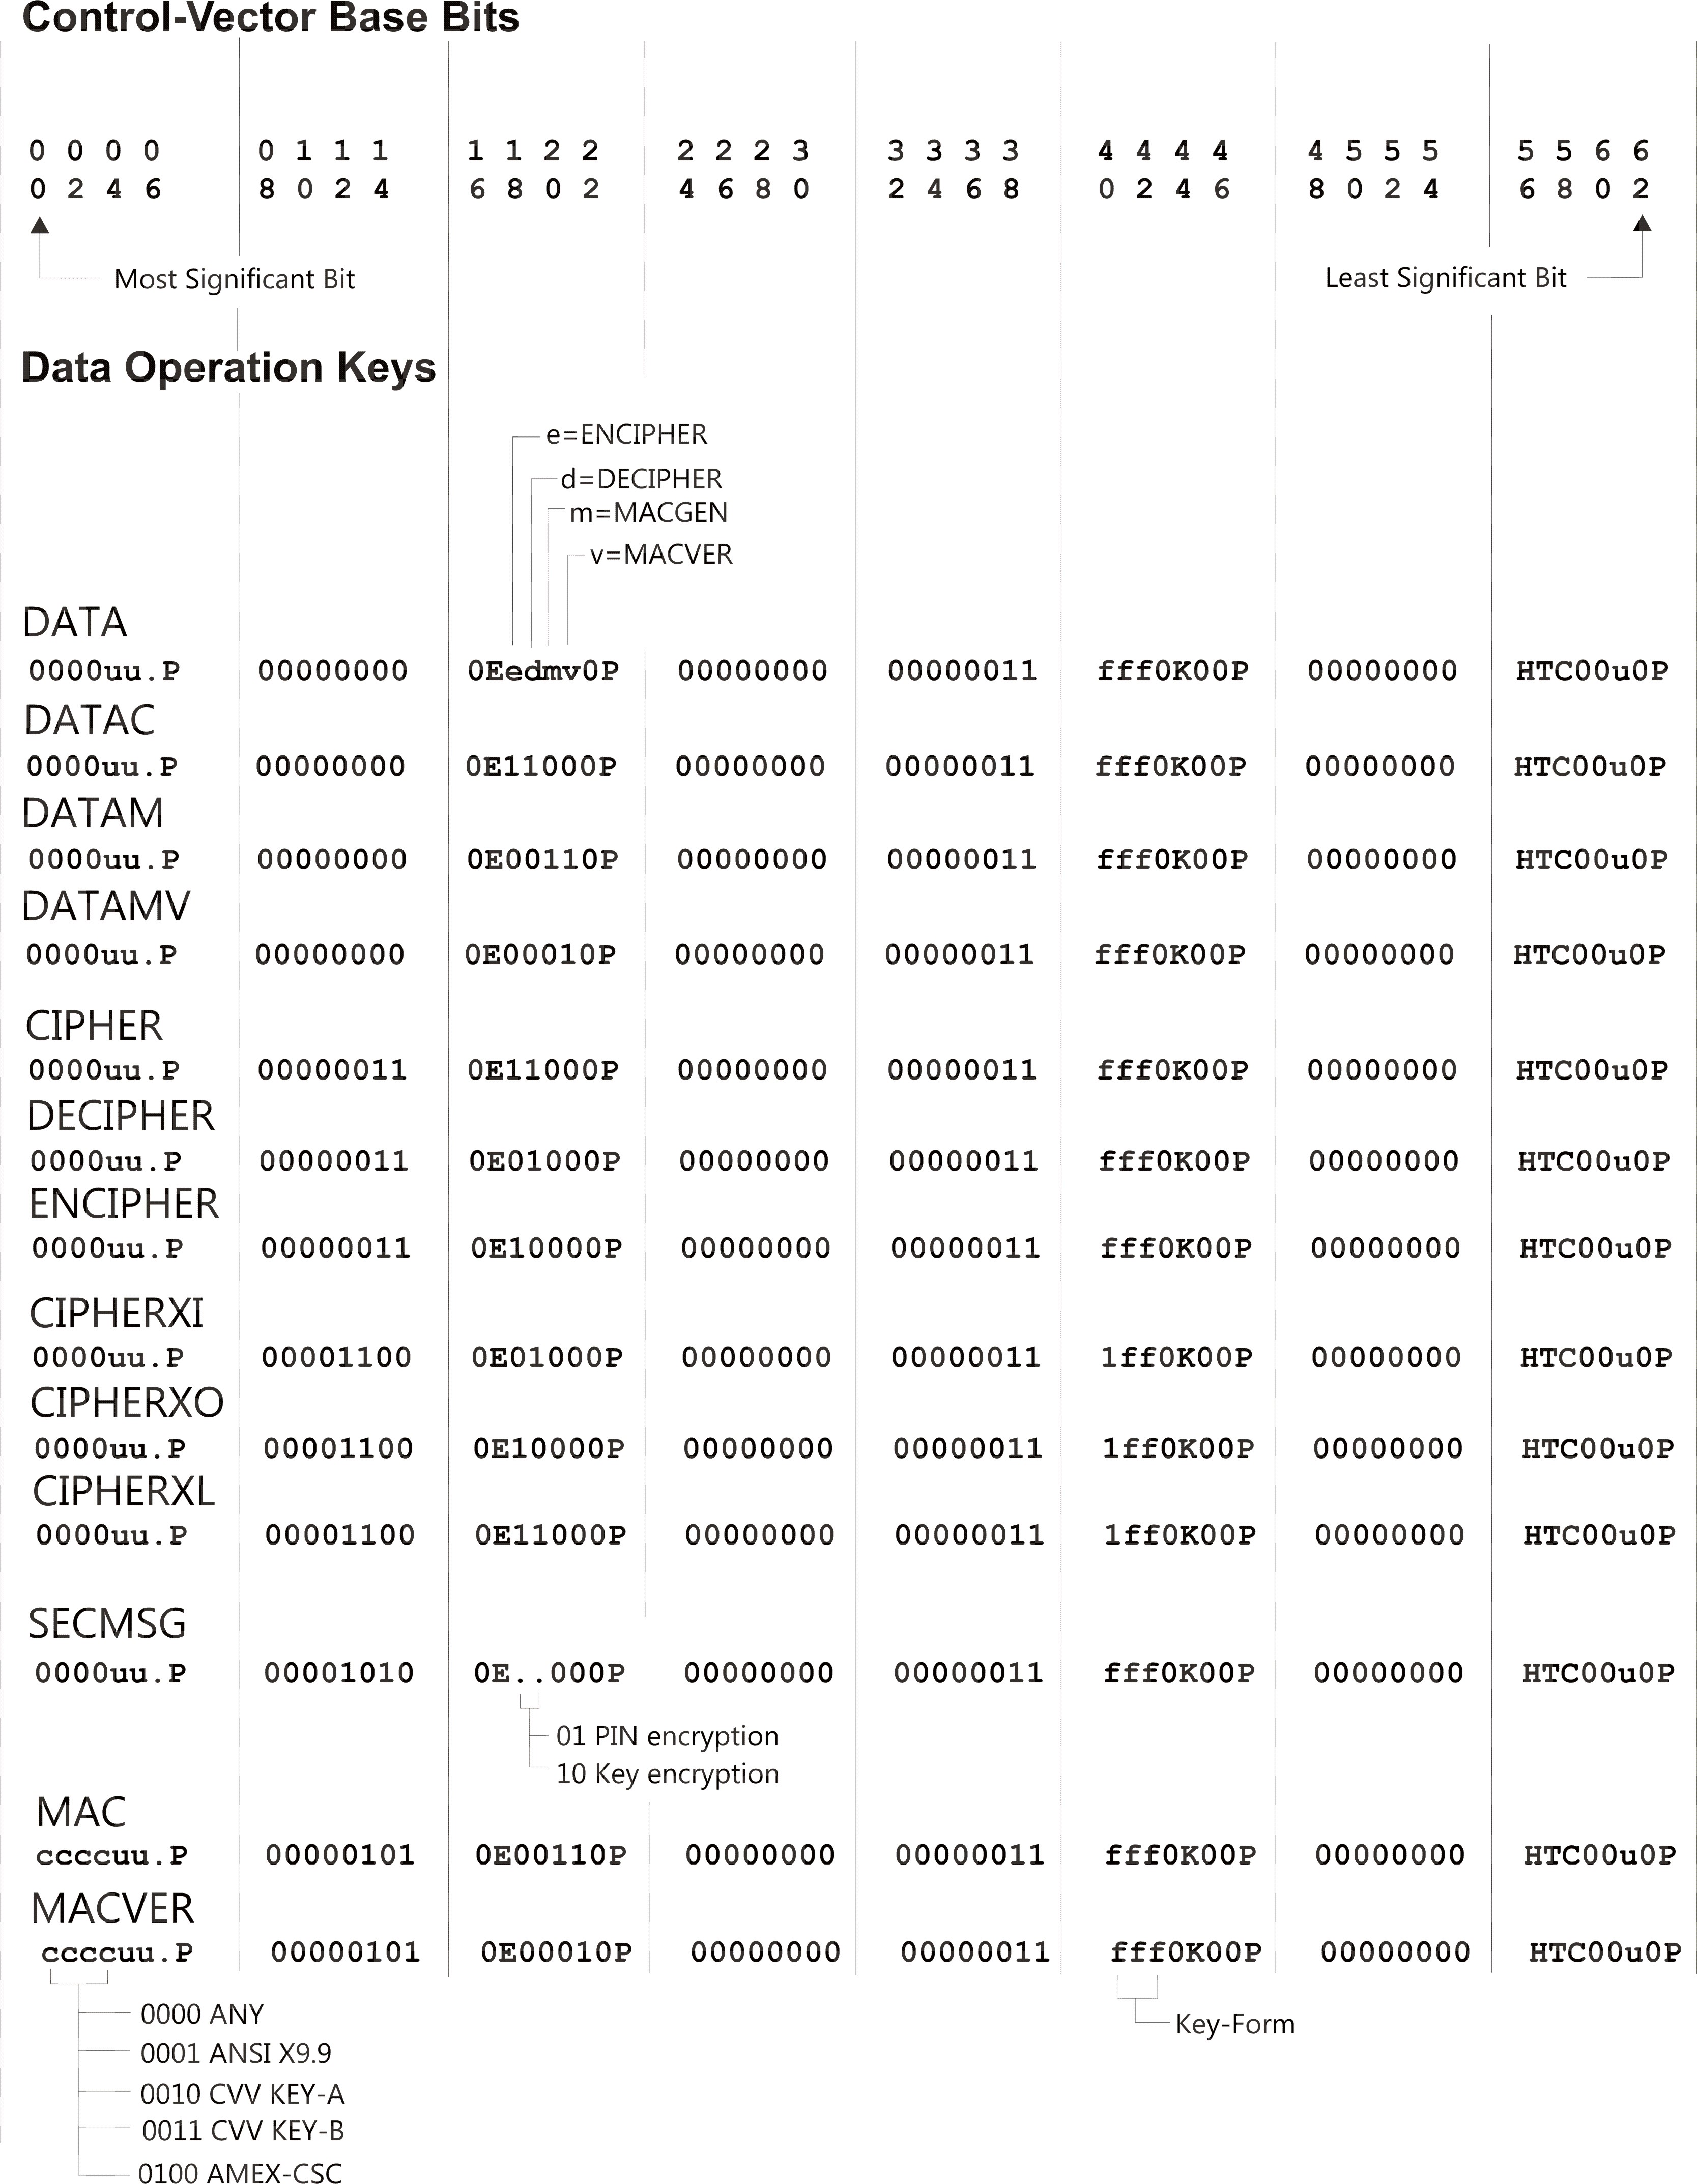 Control-Vector Base Bits
0 0 0 0 0 1 1 1 1 1 2 2 2 2 2 3 3 3 3 3 4 4 4 4 4 5 5 5 5 5 6 6
0 2 4 6 8 0 2 4 6 8 0 2 4 6 8 0 2 4 6 8 0 2 4 6 8 0 2 4 6 8 0 2
Most Significant Bit Least Significant Bit
Data Operation Keys
e=ENCIPHER
d=DECIPHER
m=MACGEN
v=MACVER
DATA
0000uu.P 00000000 0Eedmv0P 00000000 00000011 fff0K00P 00000000 HTC00u0P
DATAC
0000uu.P 00000000 0E11000P 00000000 00000011 fff0K00P 00000000 HTC00u0P
DATAM
0000uu.P 00000000 0E00110P 00000000 00000011 fff0K00P 00000000 HTC00u0P
DATAMV
0000uu.P 00000000 0E00010P 00000000 00000011 fff0K00P 00000000 HTC00u0P
CIPHER
0000uu.P 00000011 0E11000P 00000000 00000011 fff0K00P 00000000 HTC00u0P
DECIPHER
0000uu.P 00000011 0E01000P 00000000 00000011 fff0K00P 00000000 HTC00u0P
ENCIPHER
0000uu.P 00000011 0E10000P 00000000 00000011 fff0K00P 00000000 HTC00u0P
CIPHERXI
0000uu.P 00001100 0E01000P 00000000 00000011 1ff0K00P 00000000 HTC00u0P
CIPHERXO
0000uu.P 00001100 0E10000P 00000000 00000011 1ff0K00P 00000000 HTC00u0P
CIPHERXL
0000uu.P 00001100 0E11000P 00000000 00000011 1ff0K00P 00000000 HTC00u0P
SECMSG
0000uu.P 00001010 0E..000P 00000000 00000011 fff0K00P 00000000 HTC00u0P
01 PIN encryption
10 Key encryption
MAC
ccccuu.P 00000101 0E00110P 00000000 00000011 fff0K00P 00000000 HTC00u0P
MACVER
ccccuu.P 00000101 0E00010P 00000000 00000011 fff0K00P 00000000 HTC00u0P
0000 ANY
Key-Form
0001 ANSI X9.9
0010 CVV KEY-A
0011 CVV KEY-B
0100 AMEX-CSC